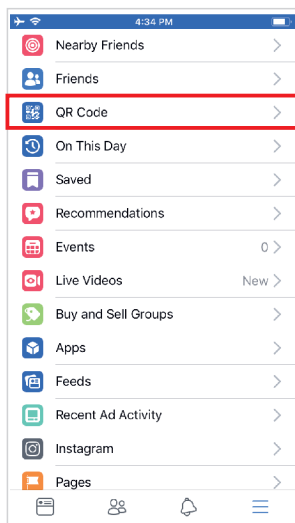 4:34 PM
Nearby Friends
Friends
QR Code
On This Day
Saved
Recommendations
Events 0
Live Videos New
Buy and Sell Groups
Apps
Feeds
Recent Ad Activity
Instagram
Pages